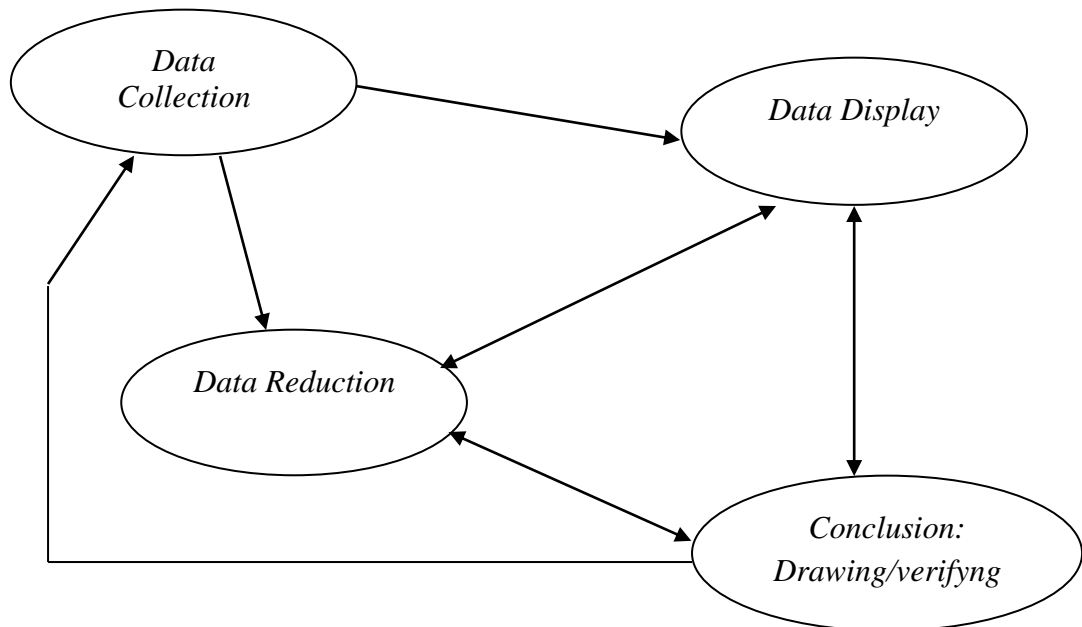 Data
Collection
Data Display
Data Reduction
Conclusion:
Drawing/verifyng